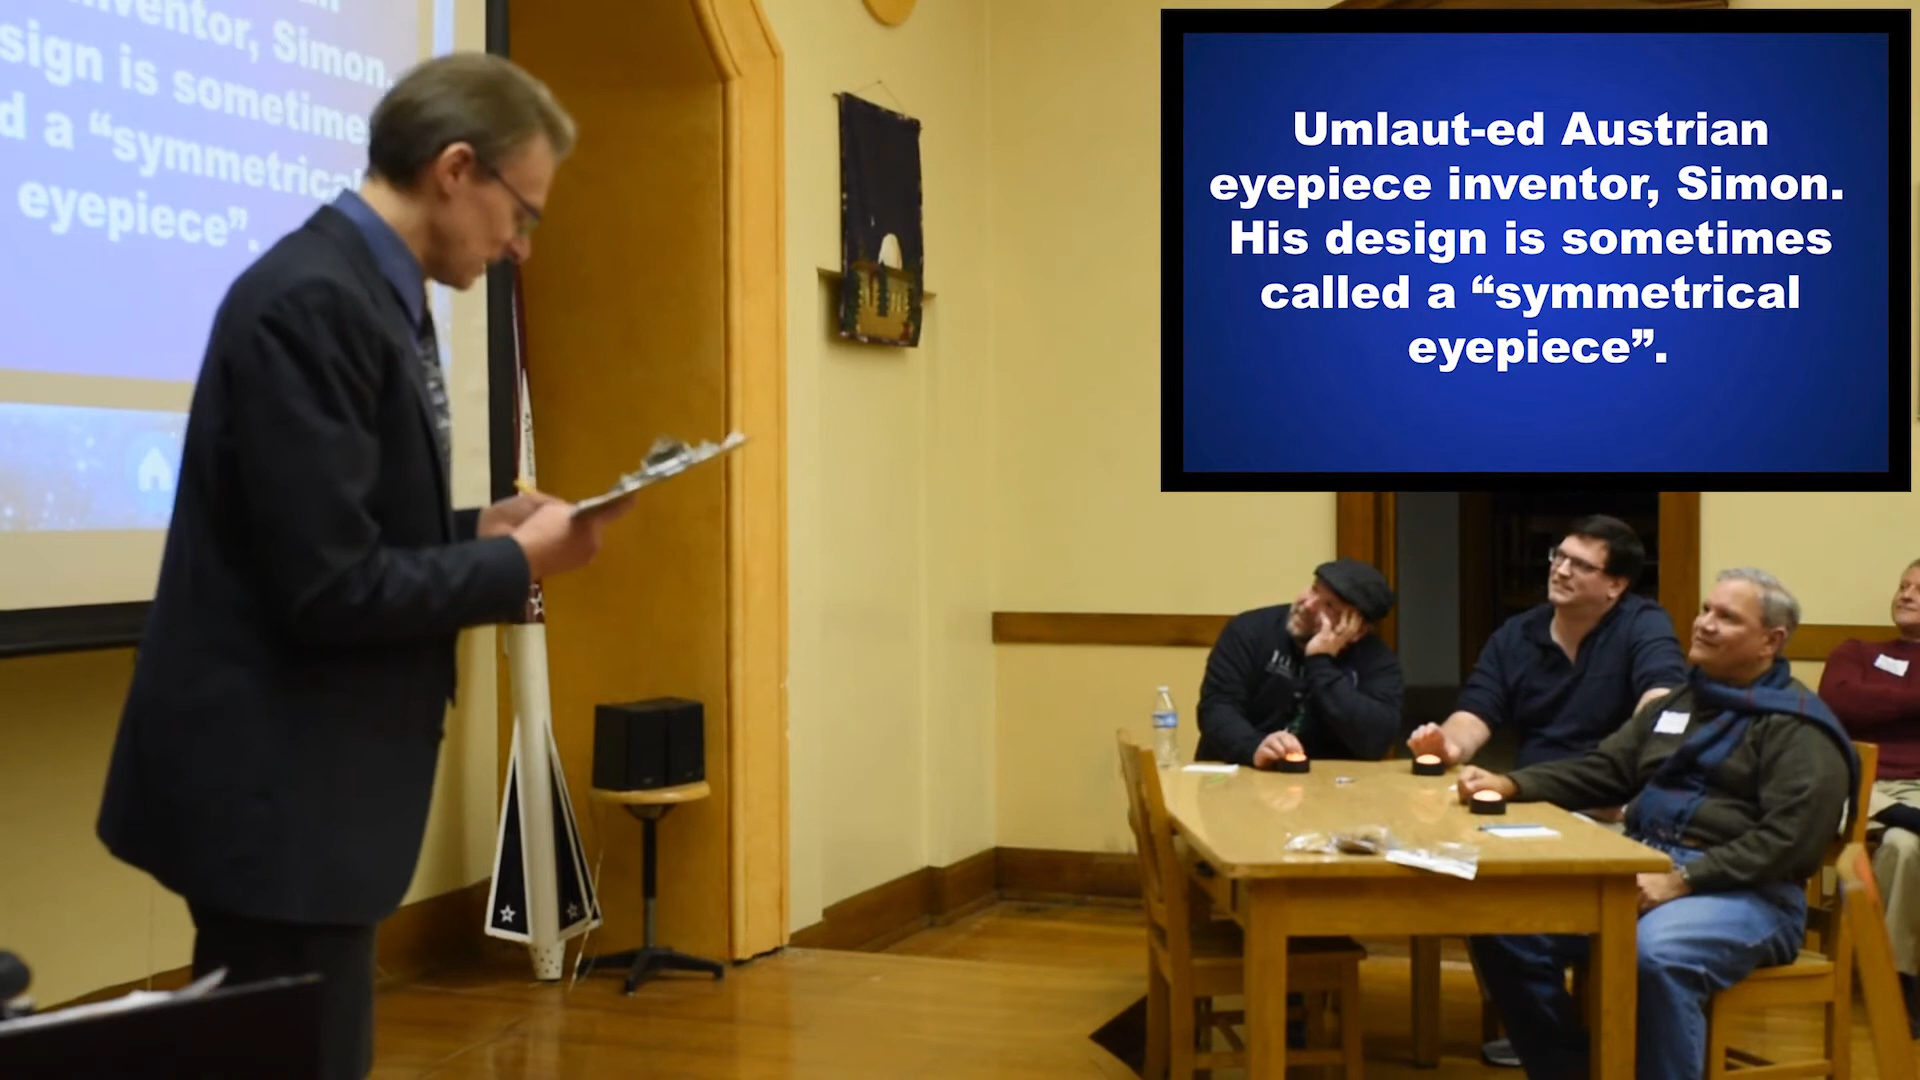 Umlaut-ed Austrian
eyepiece inventor, Simon.
His design is sometimes
called a “symmetrical
eyepiece”.
inventor, Simon.
sign is sometime
d a “symmetrical
eyepiece”.